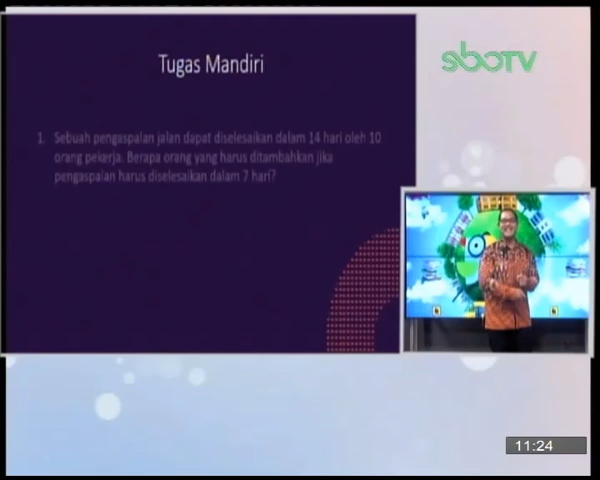 Tugas Mandiri
sboTV
1. Sebuah pengaspalan jalan dapat diselesaikan dalam 14 hari oleh 10
orang pekerja. Berapa orang yang harus ditambahkan jika
pengaspalan harus diselesaikan dalam 7 hari?
11:24